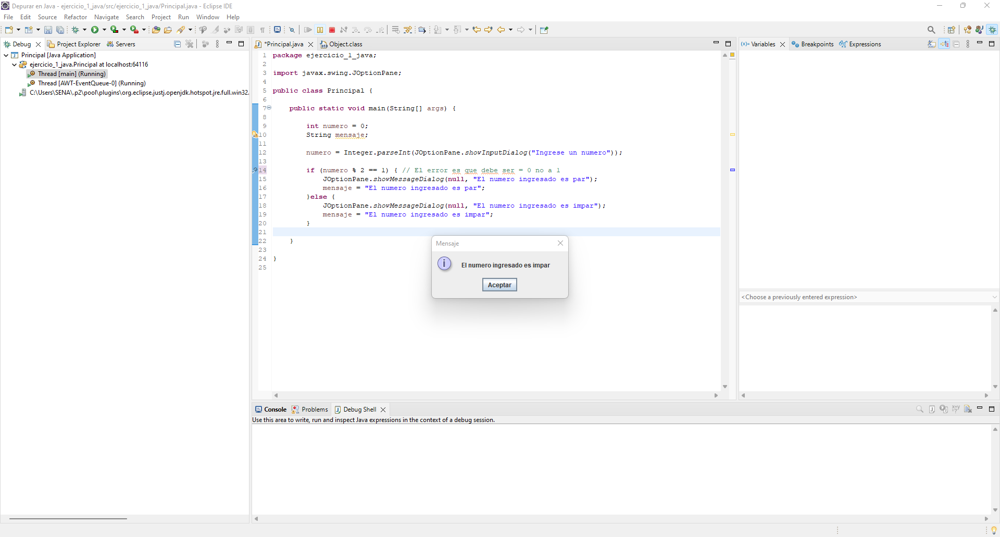 Depurar en Java - ejercicio_1_java/src/ejercicio_1_java/Principal.java - Eclipse IDE
File Edit Source Refactor Navigate Search Project Run Window Help
Debug Project Explorer Servers
Principal [Java Application]
ejercicio_1_java.Principal at localhost:64116
Thread [main] (Running)
Thread [AWT-EventQueue-0] (Running)
C:\Users\SENA\.p2\pool\plugins\org.eclipse.justj.openjdk.hotspot.jre.full.win32.
*Principal.java Object.class
1 package ejercicio_1_java;
2
3 import javax.swing.JOptionPane;
4
5 public class Principal {
6
7 public static void main(String[] args) {
8
9 int numero = 0;
10 String mensaje;
11
12 numero = Integer.parseInt(JOptionPane.showInputDialog("Ingrese un numero"));
13
14 if (numero % 2 == 1) { // El error es que debe ser = 0 no a 1
15 JOptionPane.showMessageDialog(null, "El numero ingresado es par");
16 mensaje = "El numero ingresado es par";
17 }else {
18 JOptionPane.showMessageDialog(null, "El numero ingresado es impar");
19 mensaje = "El numero ingresado es impar";
20 }
21
22 }
23
24 }
25
Mensaje
El numero ingresado es impar
Aceptar
(x)= Variables Breakpoints Expressions
<Choose a previously entered expression>
Console Problems Debug Shell
Use this area to write, run and inspect Java expressions in the context of a debug session.